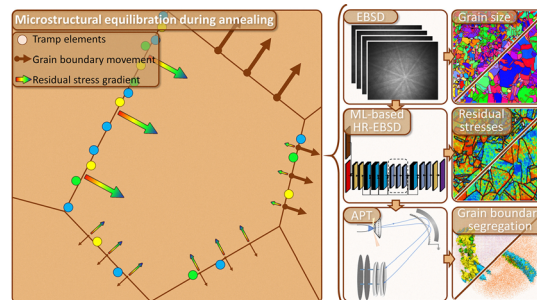 Microstructural equilibration during annealing
Tramp elements
Grain boundary movement
Residual stress gradient
EBSD
Grain size
ML-based
HR-EBSD
Residual
stresses
APT
Grain boundary
segregation